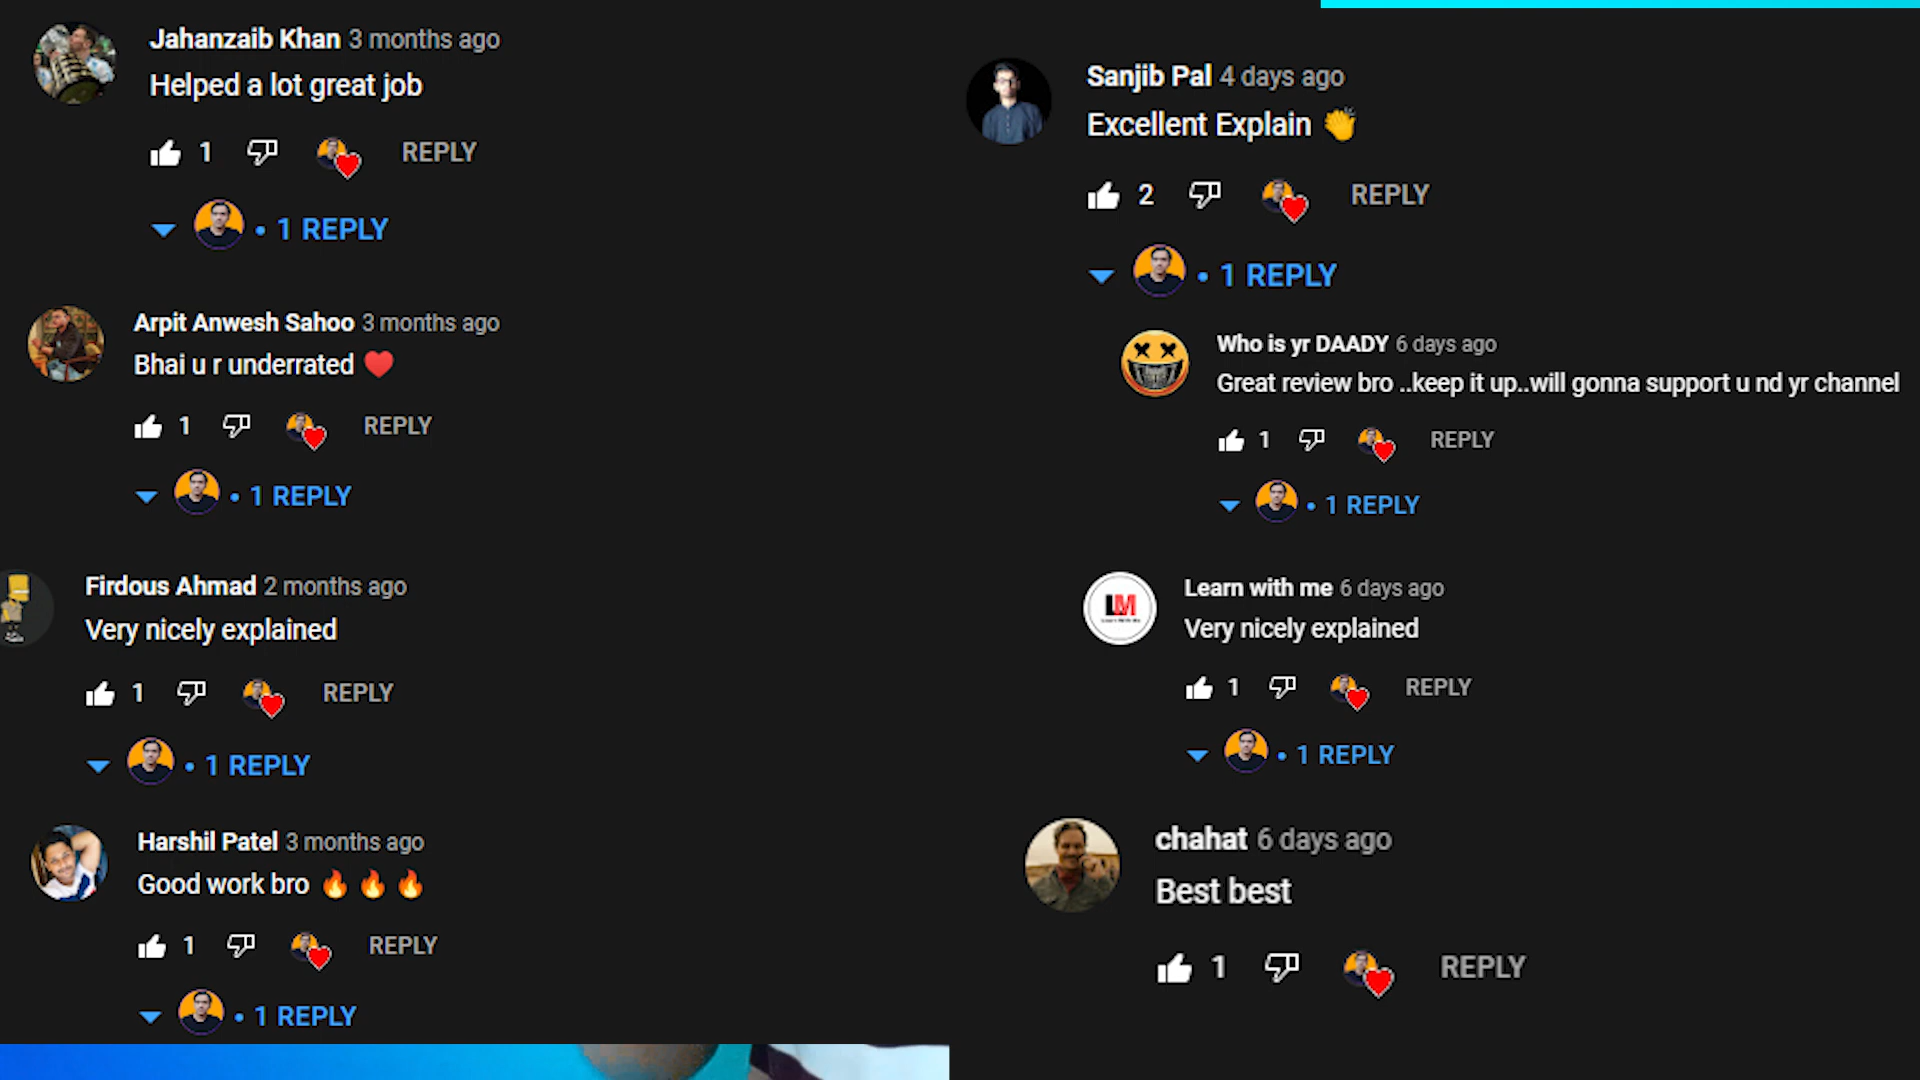 Jahanzaib Khan 3 months ago
Helped a lot great job
1 REPLY
• 1 REPLY
Arpit Anwesh Sahoo 3 months ago
Bhai u r underrated ♥
1 REPLY
• 1 REPLY
Firdous Ahmad 2 months ago
Very nicely explained
1 REPLY
• 1 REPLY
Harshil Patel 3 months ago
Good work bro 🔥🔥🔥
1 REPLY
• 1 REPLY
Sanjib Pal 4 days ago
Excellent Explain 👏
2 REPLY
• 1 REPLY
Who is yr DAADY 6 days ago
Great review bro ..keep it up..will gonna support u nd yr channel
1 REPLY
• 1 REPLY
LM
Learn with me 6 days ago
Very nicely explained
1 REPLY
• 1 REPLY
chahat 6 days ago
Best best
1 REPLY